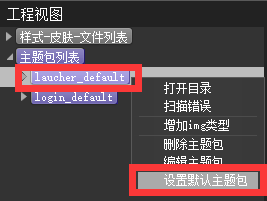 工程视图
样式-皮肤-文件列表
主题包列表
laucher_default
login_default
打开目录
扫描错误
增加img类型
删除主题包
编辑主题包
设置默认主题包